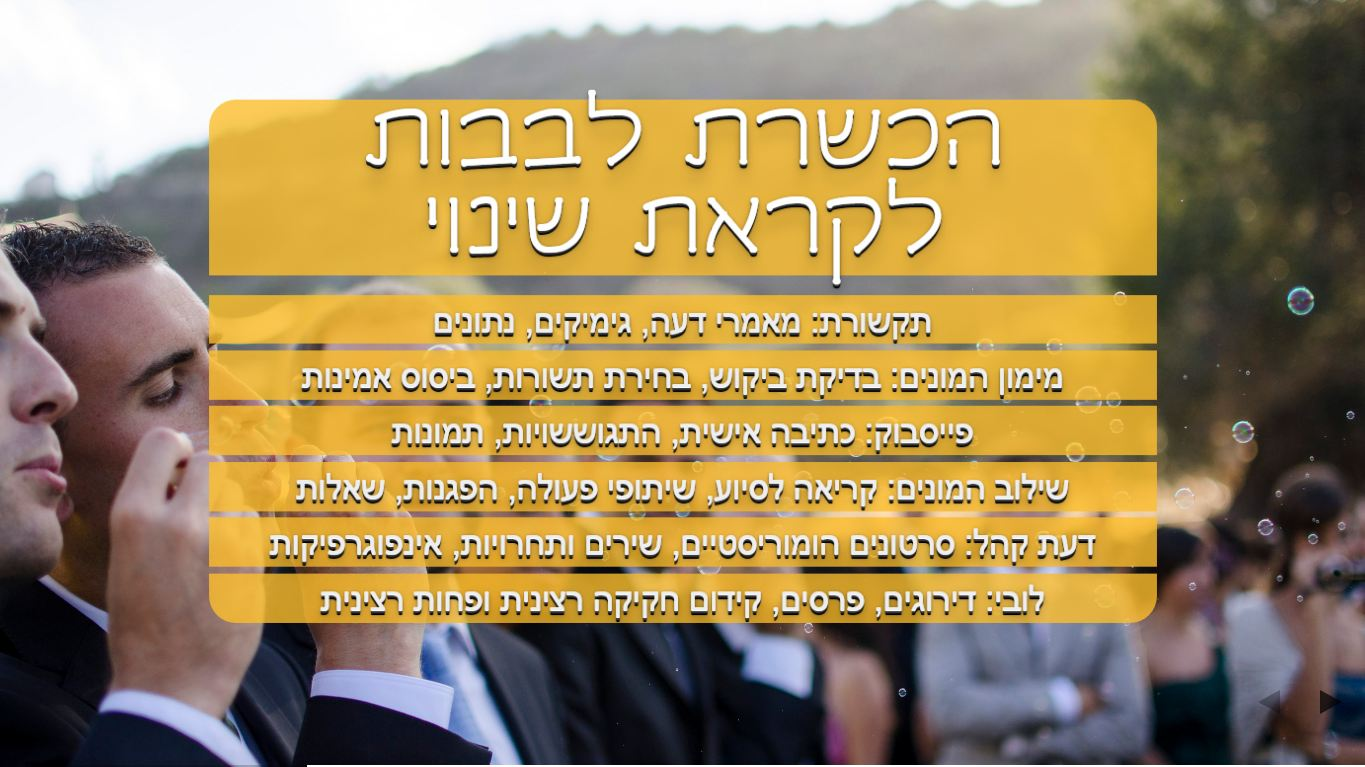 הכשרת לבבות
לקראת שינוי
תקשורת: מאמרי דעה, גימיקים, נתונים
מימון המונים: בדיקת ביקוש, בחירת תשורות, ביסוס אמינות
פייסבוק: כתיבה אישית, התגוששויות, תמונות
שילוב המונים: קריאה לסיוע, שיתופי פעולה, הפגנות, שאלות
דעת קהל: סרטונים הומוריסטיים, שירים ותחרויות, אינפוגרפיקות
לובי: דירוגים, פרסים, קידום חקיקה רצינית ופחות רצינית